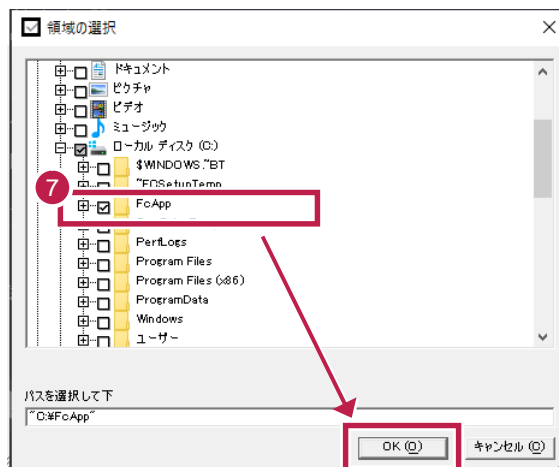 領域の選択
ドキュメント
ピクチャ
ビデオ
ミュージック
ローカル ディスク (C:)
$WINDOWS.~BT
7
~FCSetupTemp
FcApp
PerfLogs
Program Files
Program Files (x86)
ProgramData
Windows
ユーザー
パスを選択して下
"C:¥FcApp"
OK (O)
キャンセル (C)